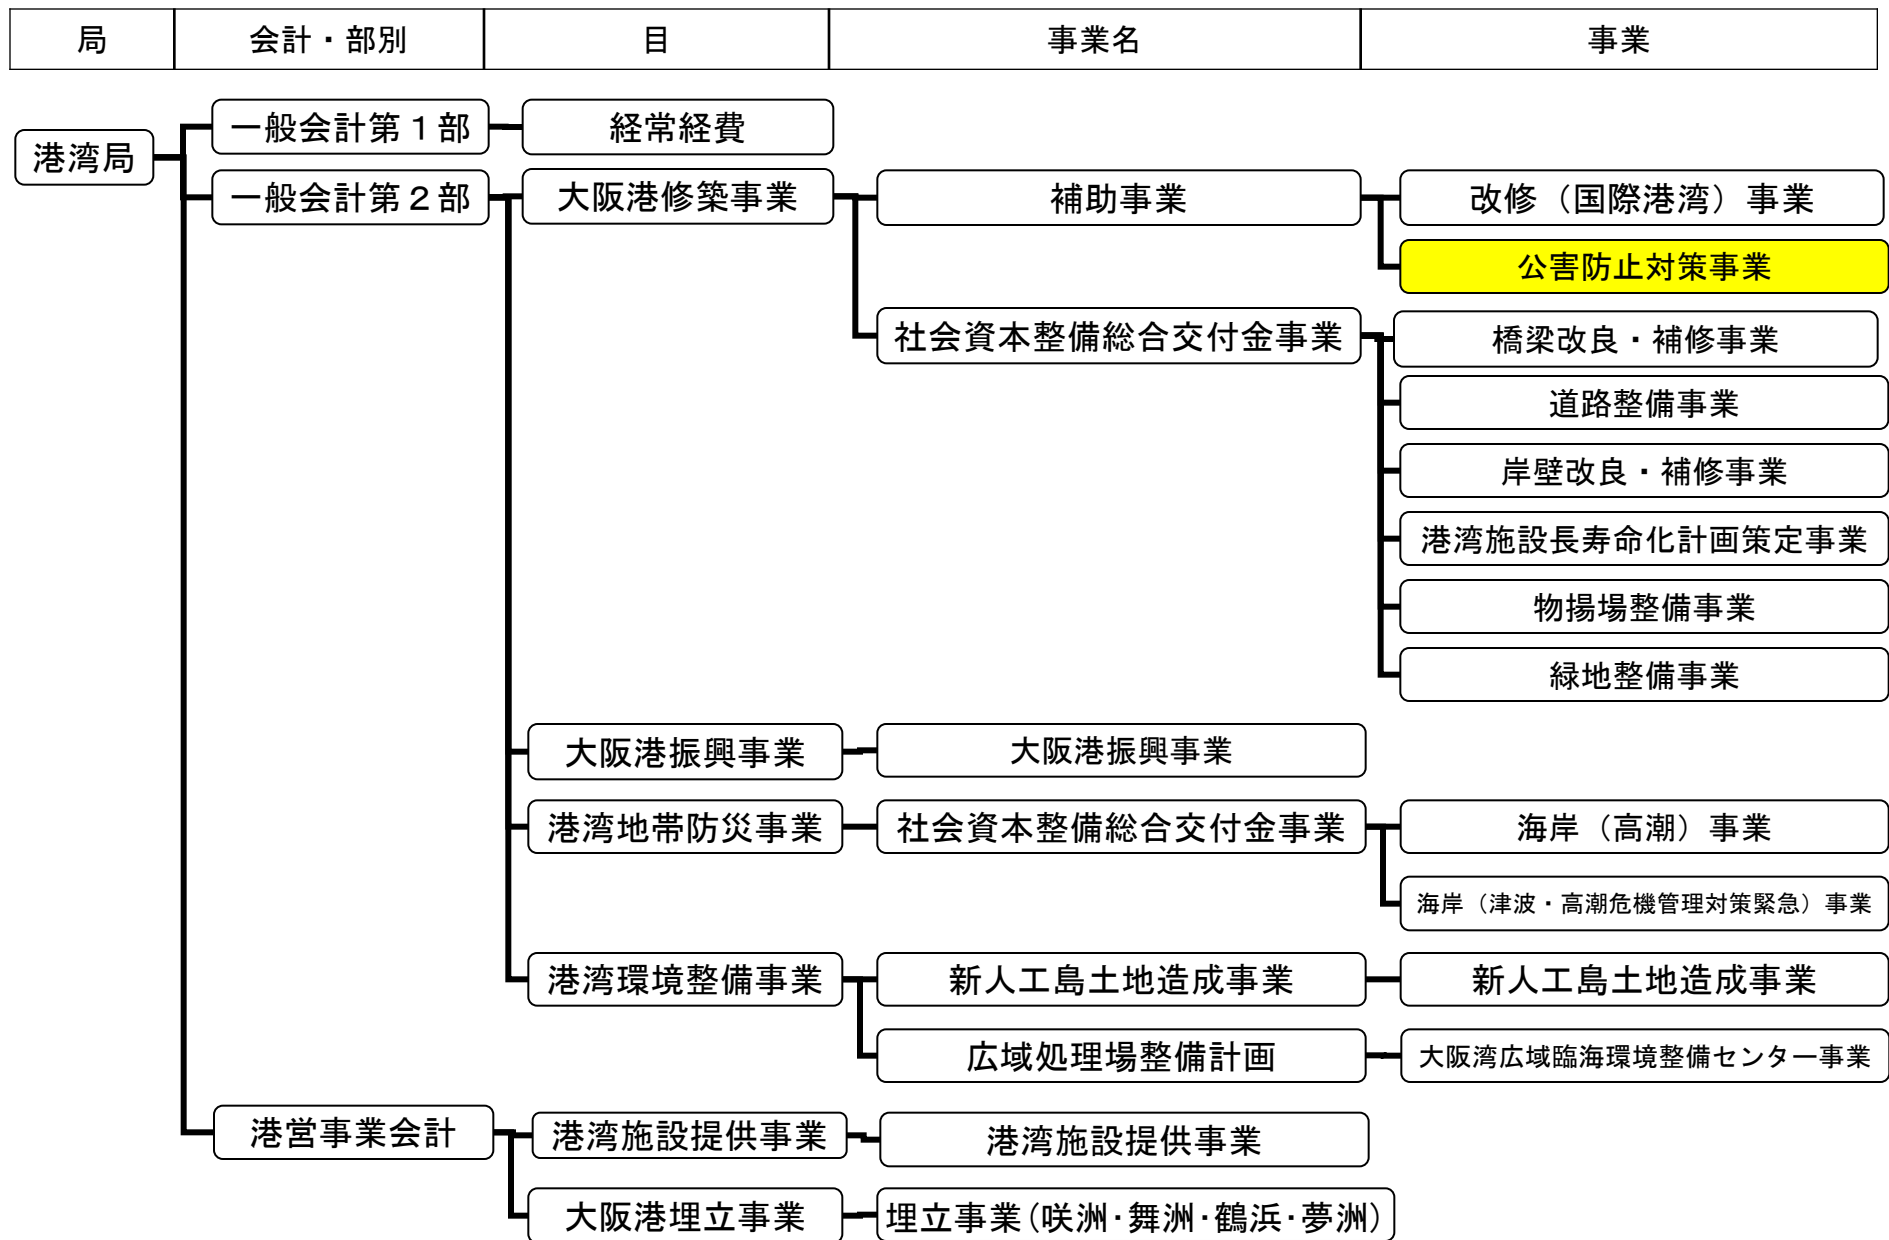 局 会計・部別 目 事業名 事業
港湾局
一般会計第１部
経常経費
一般会計第２部
大阪港修築事業
補助事業
改修（国際港湾）事業
公害防止対策事業
社会資本整備総合交付金事業
橋梁改良・補修事業
道路整備事業
岸壁改良・補修事業
港湾施設長寿命化計画策定事業
物揚場整備事業
緑地整備事業
大阪港振興事業
大阪港振興事業
港湾地帯防災事業
社会資本整備総合交付金事業
海岸（高潮）事業
海岸（津波・高潮危機管理対策緊急）事業
港湾環境整備事業
新人工島土地造成事業
新人工島土地造成事業
広域処理場整備計画
大阪湾広域臨海環境整備センター事業
港営事業会計
港湾施設提供事業
港湾施設提供事業
大阪港埋立事業
埋立事業（咲洲・舞洲・鶴浜・夢洲）